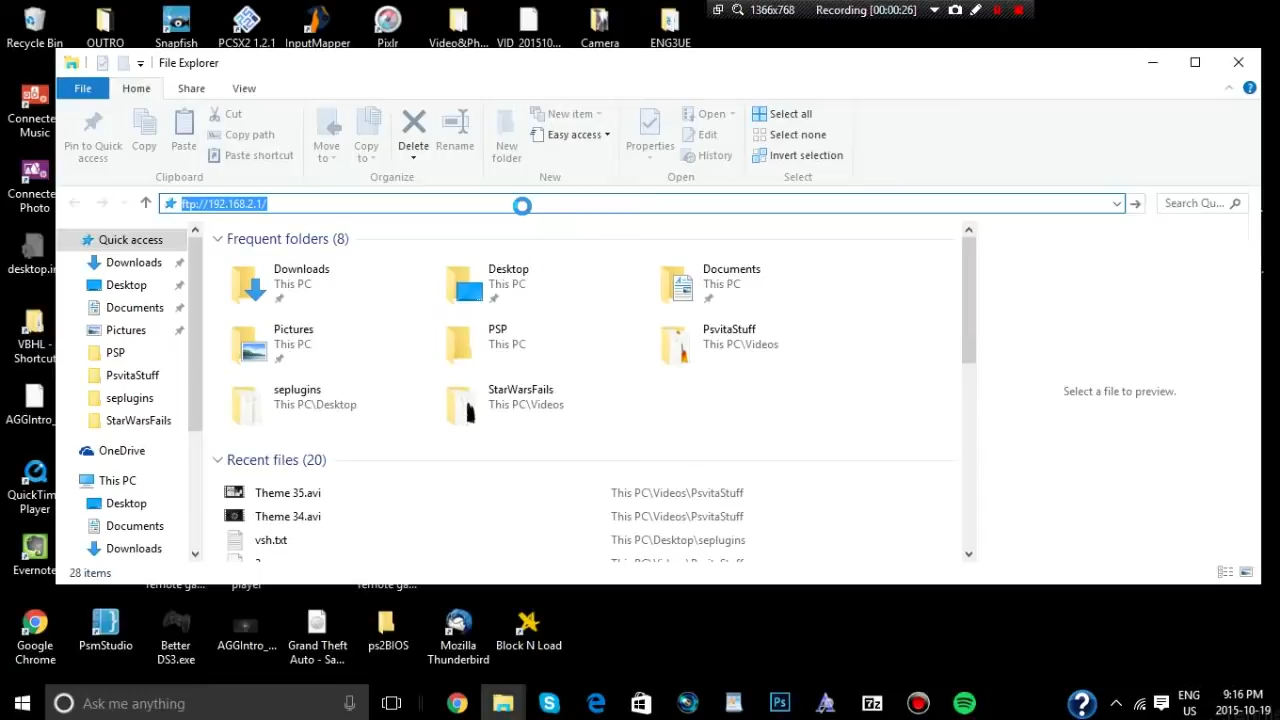 1366x768 Recording [00:00:26]
Recycle Bin OUTRO Snapfish PCSX2 1.2.1 InputMapper Pixlr Video&Ph... VID_201510... Camera ENG3UE
File Explorer
File Home Share View
Pin to Quick access
Copy
Paste
Cut
Copy path
Paste shortcut
Clipboard
Move to
Copy to
Delete
Rename
Organize
New folder
New item
Easy access
New
Properties
Open
Edit
History
Open
Select all
Select none
Invert selection
Select
ftp://192.168.2.1/
Search Qu...
Quick access
Downloads
Desktop
Documents
Pictures
PSP
PsvitaStuff
seplugins
StarWarsFails
OneDrive
This PC
Desktop
Documents
Downloads
Frequent folders (8)
Downloads
This PC
Desktop
This PC
Documents
This PC
Pictures
This PC
PSP
This PC
PsvitaStuff
This PC\Videos
seplugins
This PC\Desktop
StarWarsFails
This PC\Videos
Recent files (20)
Theme 35.avi This PC\Videos\PsvitaStuff
Theme 34.avi This PC\Videos\PsvitaStuff
vsh.txt This PC\Desktop\seplugins
Select a file to preview.
28 items
Connecte
Music
Connecte
Photo
desktop.in
VBHL -
Shortcut
AGGIntro_
QuickTime
Player
Evernote
remote ga... player remote ga...
Google Chrome
PsmStudio
Better DS3.exe
AGGIntro_...
Grand Theft Auto - Sa...
ps2BIOS
Mozilla Thunderbird
Block N Load
Ask me anything
ENG
US
9:16 PM
2015-10-19